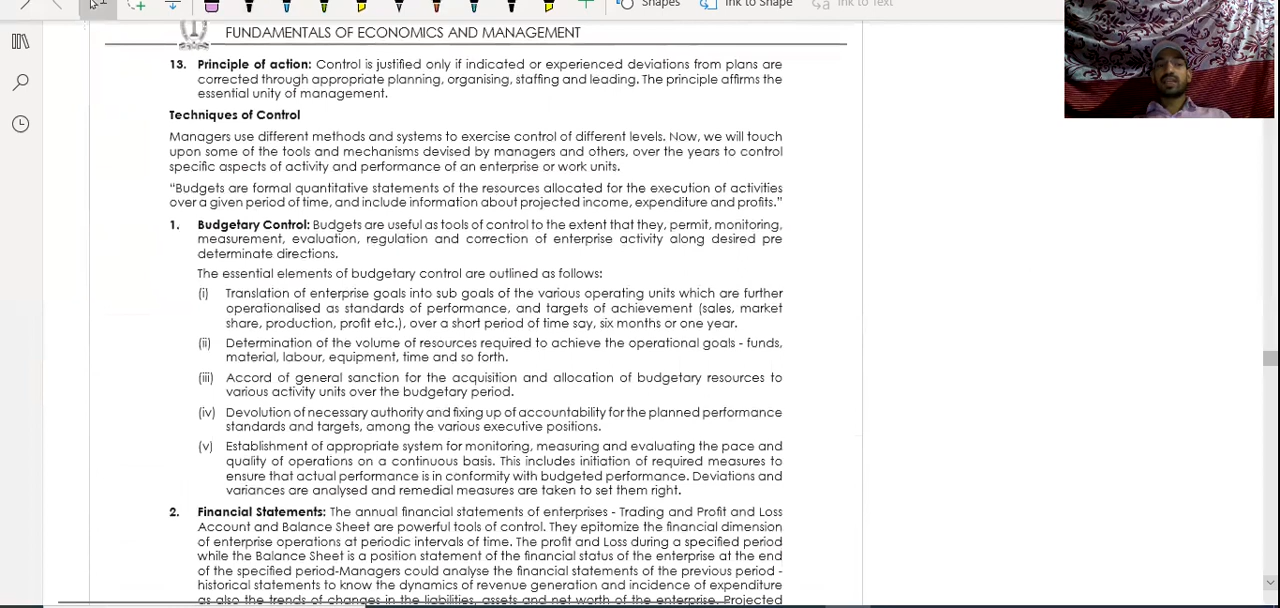 Shapes
Ink to Shape
Ink to Text
FUNDAMENTALS OF ECONOMICS AND MANAGEMENT
13. Principle of action: Control is justified only if indicated or experienced deviations from plans are
corrected through appropriate planning, organising, staffing and leading. The principle affirms the
essential unity of management.
Techniques of Control
Managers use different methods and systems to exercise control of different levels. Now, we will touch
upon some of the tools and mechanisms devised by managers and others, over the years to control
specific aspects of activity and performance of an enterprise or work units.
"Budgets are formal quantitative statements of the resources allocated for the execution of activities
over a given period of time, and include information about projected income, expenditure and profits."
1. Budgetary Control: Budgets are useful as tools of control to the extent that they, permit, monitoring,
measurement, evaluation, regulation and correction of enterprise activity along desired pre
determinate directions.
The essential elements of budgetary control are outlined as follows:
(i) Translation of enterprise goals into sub goals of the various operating units which are further
operationalised as standards of performance, and targets of achievement (sales, market
share, production, profit etc.), over a short period of time say, six months or one year.
(ii) Determination of the volume of resources required to achieve the operational goals - funds,
material, labour, equipment, time and so forth.
(iii) Accord of general sanction for the acquisition and allocation of budgetary resources to
various activity units over the budgetary period.
(iv) Devolution of necessary authority and fixing up of accountability for the planned performance
standards and targets, among the various executive positions.
(v) Establishment of appropriate system for monitoring, measuring and evaluating the pace and
quality of operations on a continuous basis. This includes initiation of required measures to
ensure that actual performance is in conformity with budgeted performance. Deviations and
variances are analysed and remedial measures are taken to set them right.
2. Financial Statements: The annual financial statements of enterprises - Trading and Profit and Loss
Account and Balance Sheet are powerful tools of control. They epitomize the financial dimension
of enterprise operations at periodic intervals of time. The profit and Loss during a specified period
while the Balance Sheet is a position statement of the financial status of the enterprise at the end
of the specified period-Managers could analyse the financial statements of the previous period -
historical statements to know the dynamics of revenue generation and incidence of expenditure
as also the trends of changes in the liabilities, assets and net worth of the enterprise. Projected